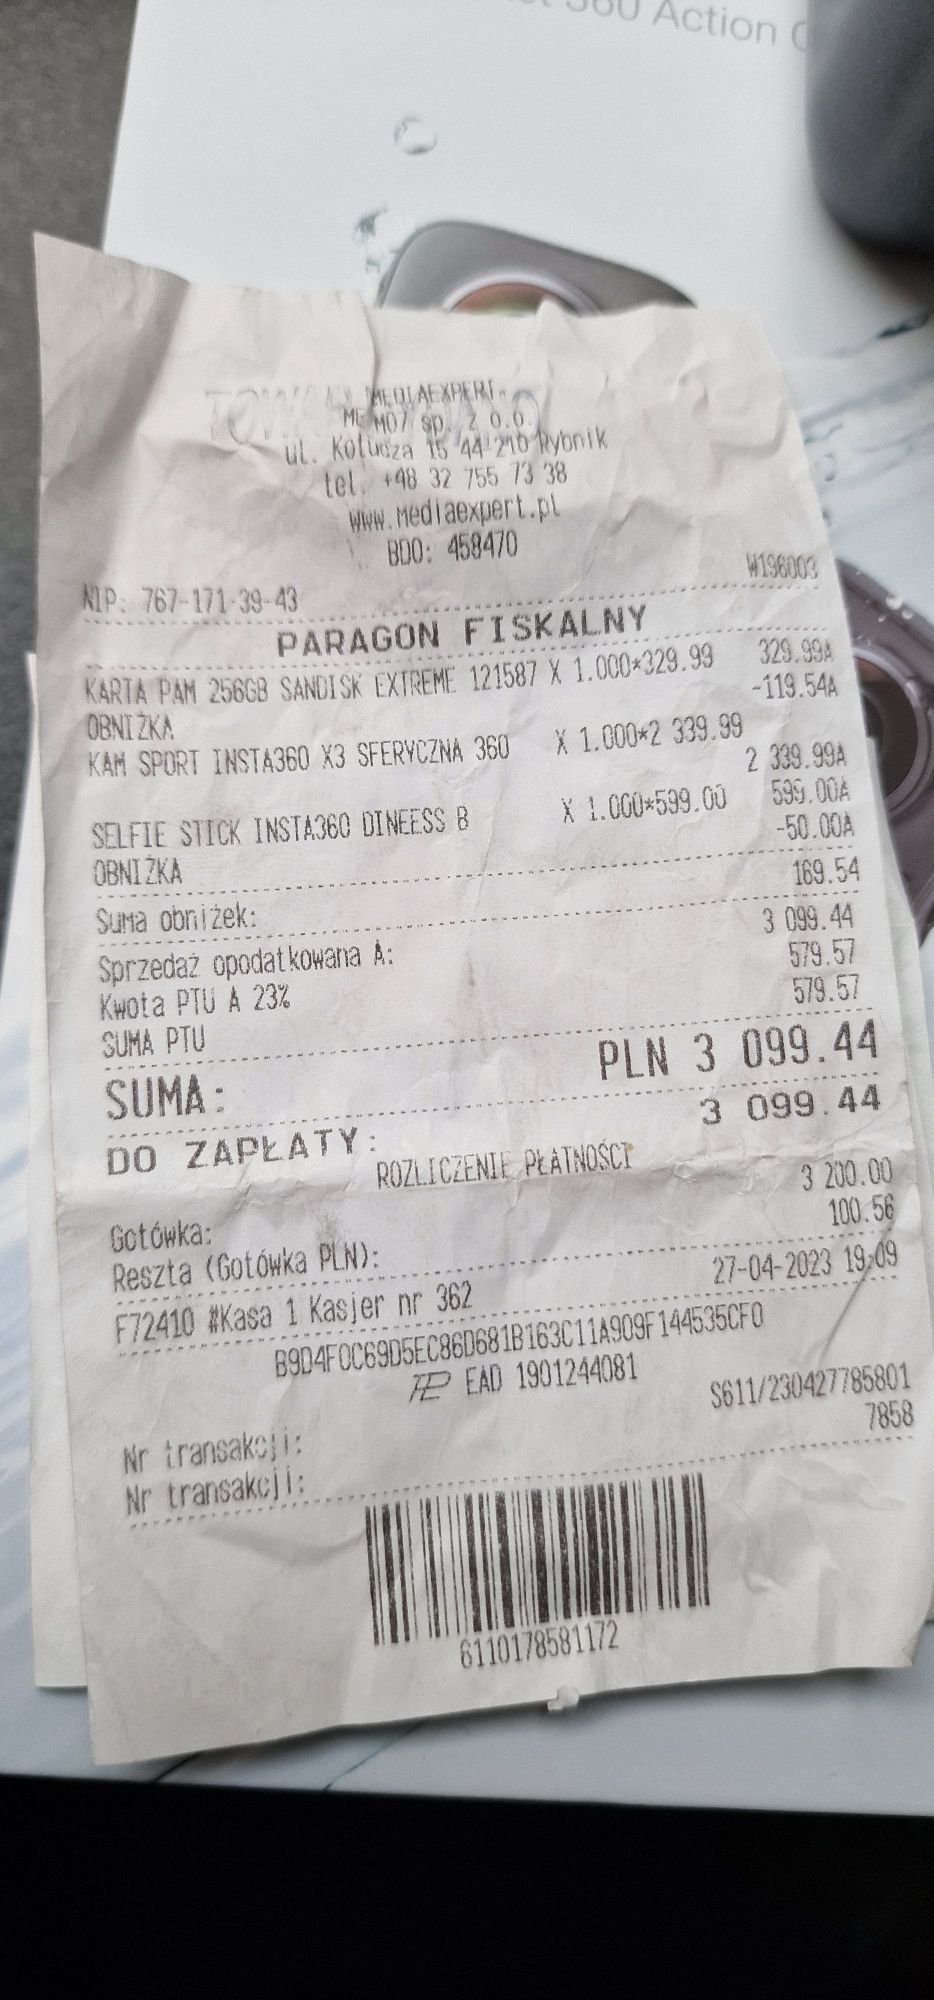 360 Action
MEDIAEXPERT
ME M07 sp. z o.o.
ul. Kotucza 15 44-210 Rybnik
tel. +48 32 755 73 38
www.mediaexpert.pl
BDO: 458470
NIP: 767-171-39-43 W196003
PARAGON FISKALNY
KARTA PAM 256GB SANDISK EXTREME 121587 X 1.000*329.99 329.99A
OBNIŻKA -119.54A
KAM SPORT INSTA360 X3 SFERYCZNA 360 X 1.000*2 339.99
2 339.99A
SELFIE STICK INSTA360 DINEESS B X 1.000*599.00 599.00A
OBNIŻKA -50.00A
Suma obniżek: 169.54
Sprzedaż opodatkowana A: 3 099.44
Kwota PTU A 23% 579.57
SUMA PTU 579.57
SUMA: PLN 3 099.44
DO ZAPŁATY: 3 099.44
ROZLICZENIE PŁATNOŚCI
Gotówka: 3 200.00
Reszta (Gotówka PLN): 100.56
F72410 #Kasa 1 Kasjer nr 362 27-04-2023 19:09
B9D4F0C69D5EC86D681B163C11A909F144535CF0
EAD 1901244081
Nr transakcji: S611/230427785801
Nr transakcji: 7858
6110178581172